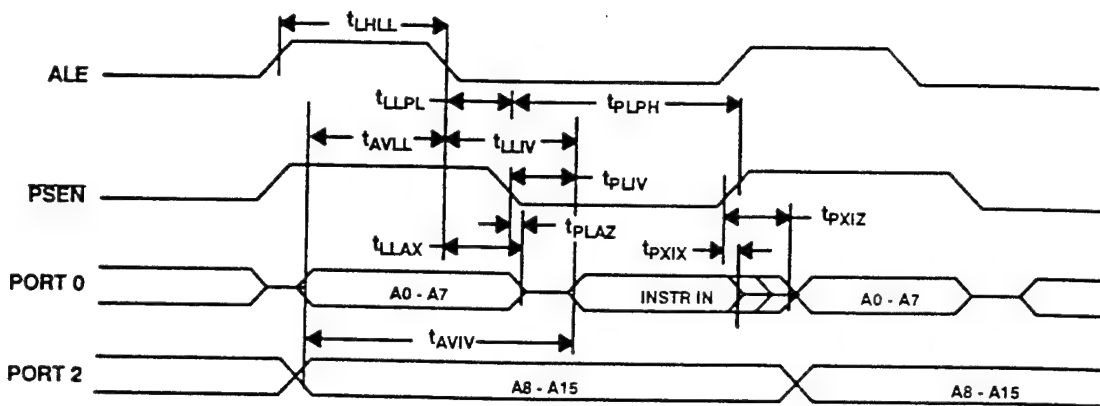 tLHLL
ALE
tLLPL tPLPH
tAVLL tLLIV
PSEN tPLIV
tPLAZ tPXIZ
tLLAX tPXIX
PORT 0 A0 - A7 INSTR IN A0 - A7
tAVIV
PORT 2 A8 - A15 A8 - A15